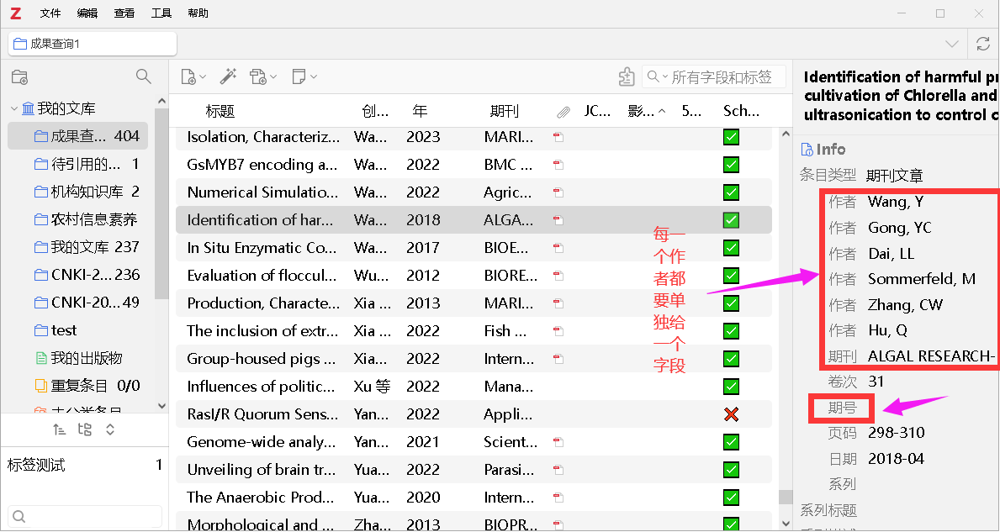 Z 文件 编辑 查看 工具 帮助
成果查询1
所有字段和标签
我的文库
成果查... 404
待引用的... 1
机构知识库 2
农村信息素养
我的文库 237
CNKI-2...236
CNKI-20...49
test
我的出版物
重复条目 0/0
未分类条目
标签测试 1
标题 创... 年 期刊 JC... 影... 5... Sch...
Isolation, Characteriz... Wa... 2023 MARI...
GsMYB7 encoding a... Wa... 2022 BMC ...
Numerical Simulatio... Wa... 2022 Agric...
Identification of har... Wa... 2018 ALGA...
In Situ Enzymatic Co... Wa... 2017 BIOE...
Evaluation of floccul... Wu... 2012 BIORE...
Production, Characte... Xia ... 2013 MARI...
The inclusion of extr... Xia ... 2022 Fish ...
Group-housed pigs ... Xia... 2022 Intern...
Influences of politic... Xu 等 2022 Mana...
RasI/R Quorum Sens... Yan... 2022 Appli...
Genome-wide analy... Yan... 2021 Scient...
Unveiling of brain tr... Yua... 2022 Parasi...
The Anaerobic Prod... Yua... 2020 Intern...
Morphological and ... Zha... 2013 BIOPR...
每一
个作
者都
要单
独给
一个
字段
Identification of harmful pr
cultivation of Chlorella and
ultrasonication to control c
Info
条目类型 期刊文章
作者 Wang, Y
作者 Gong, YC
作者 Dai, LL
作者 Sommerfeld, M
作者 Zhang, CW
作者 Hu, Q
期刊 ALGAL RESEARCH-
卷次 31
期号
页码 298-310
日期 2018-04
系列
系列标题